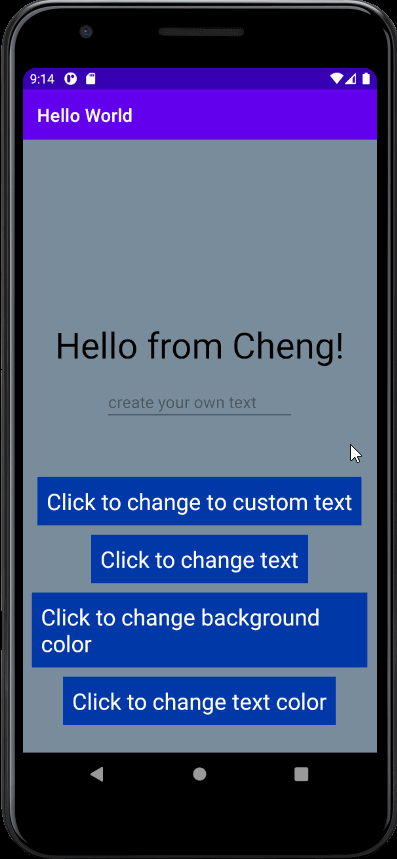 9:14
Hello World
Hello from Cheng!
create your own text
Click to change to custom text
Click to change text
Click to change background
color
Click to change text color